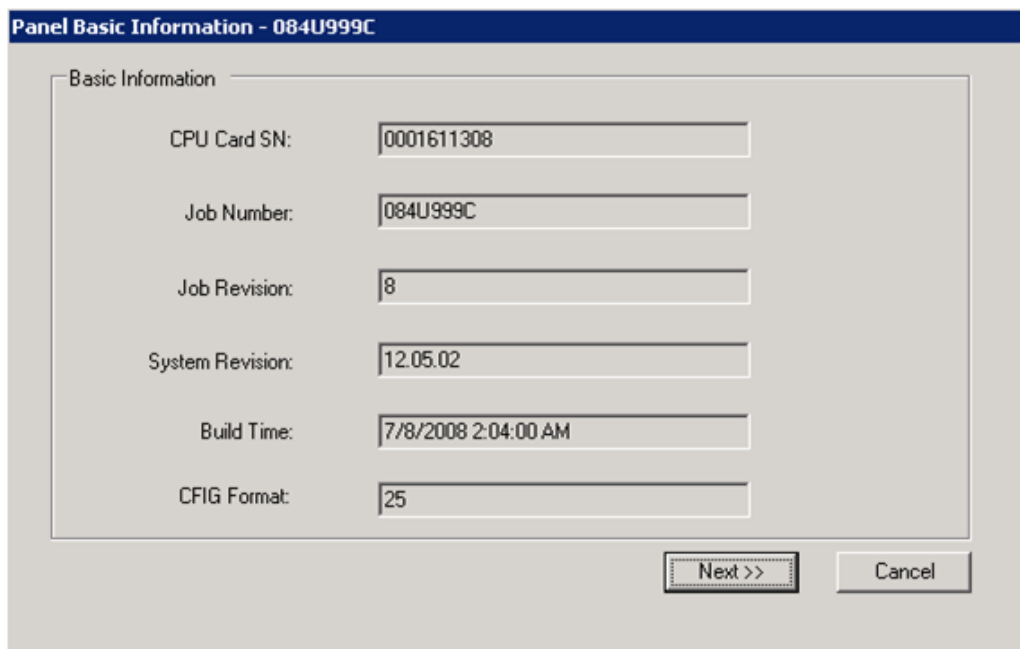 Panel Basic Information - 084U999C
Basic Information
CPU Card SN: 0001611308
Job Number: 084U999C
Job Revision: 8
System Revision: 12.05.02
Build Time: 7/8/2008 2:04:00 AM
CFIG Format: 25
Next >> Cancel